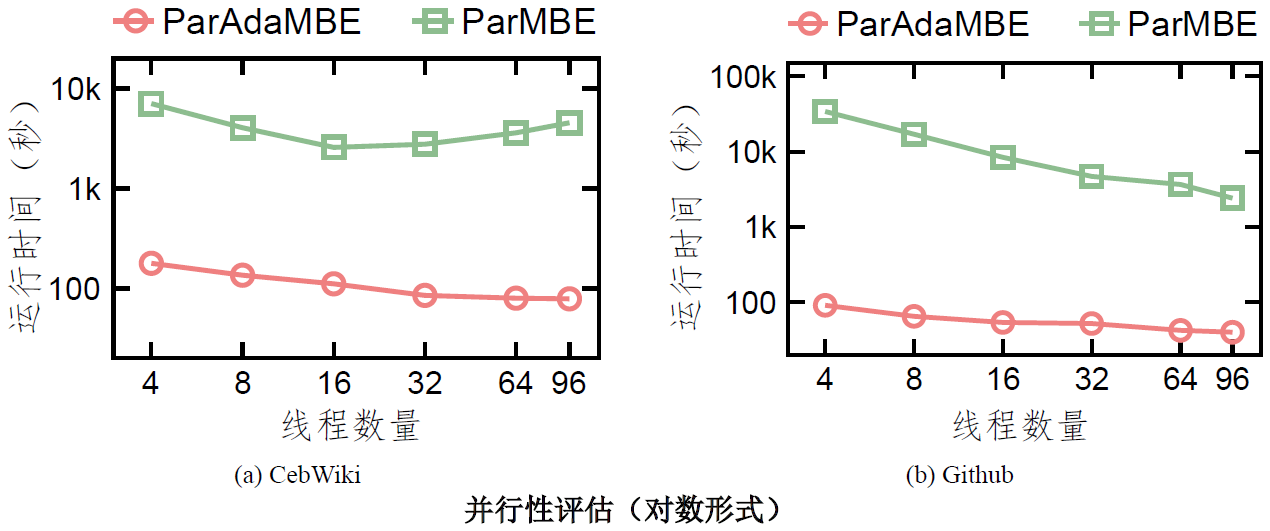 ParAdaMBE ParMBE
10k
1k
100
运行时间（秒）
4 8 16 32 64 96
线程数量
(a) CebWiki
ParAdaMBE ParMBE
100k
10k
1k
100
运行时间（秒）
4 8 16 32 64 96
线程数量
(b) Github
并行性评估（对数形式）